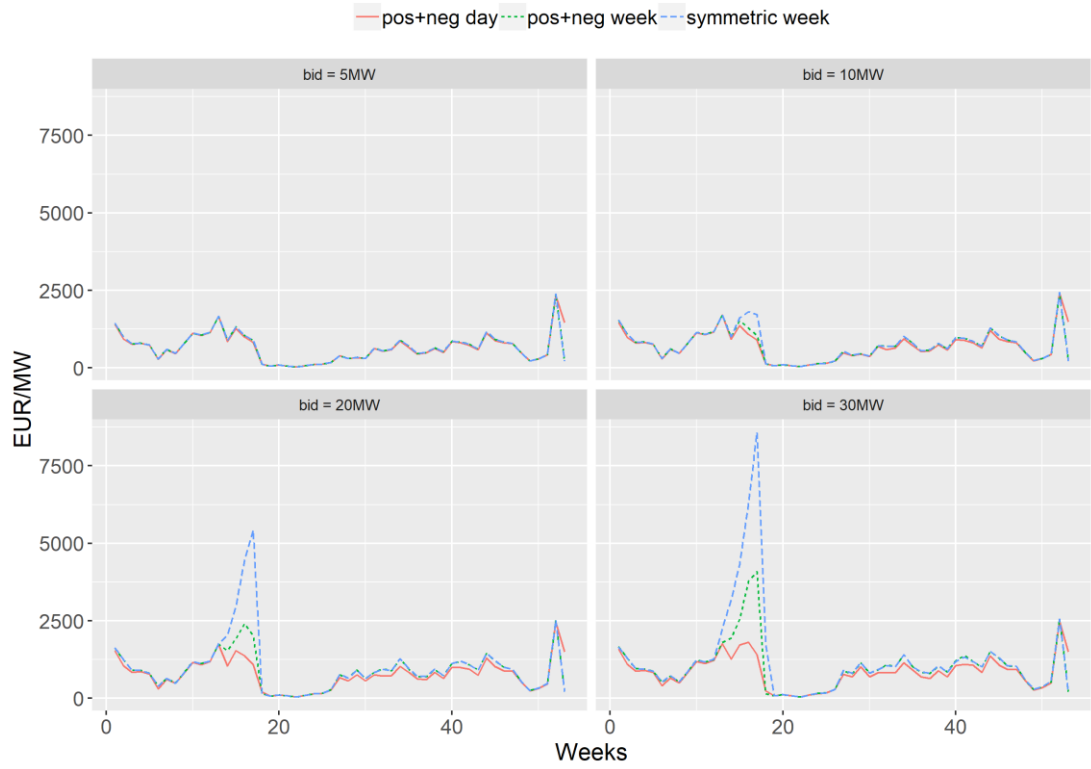 pos+neg day pos+neg week symmetric week
bid = 5MW bid = 10MW
7500
5000
2500
0
bid = 20MW bid = 30MW
7500
5000
2500
0
EUR/MW
0 20 40 0 20 40
Weeks